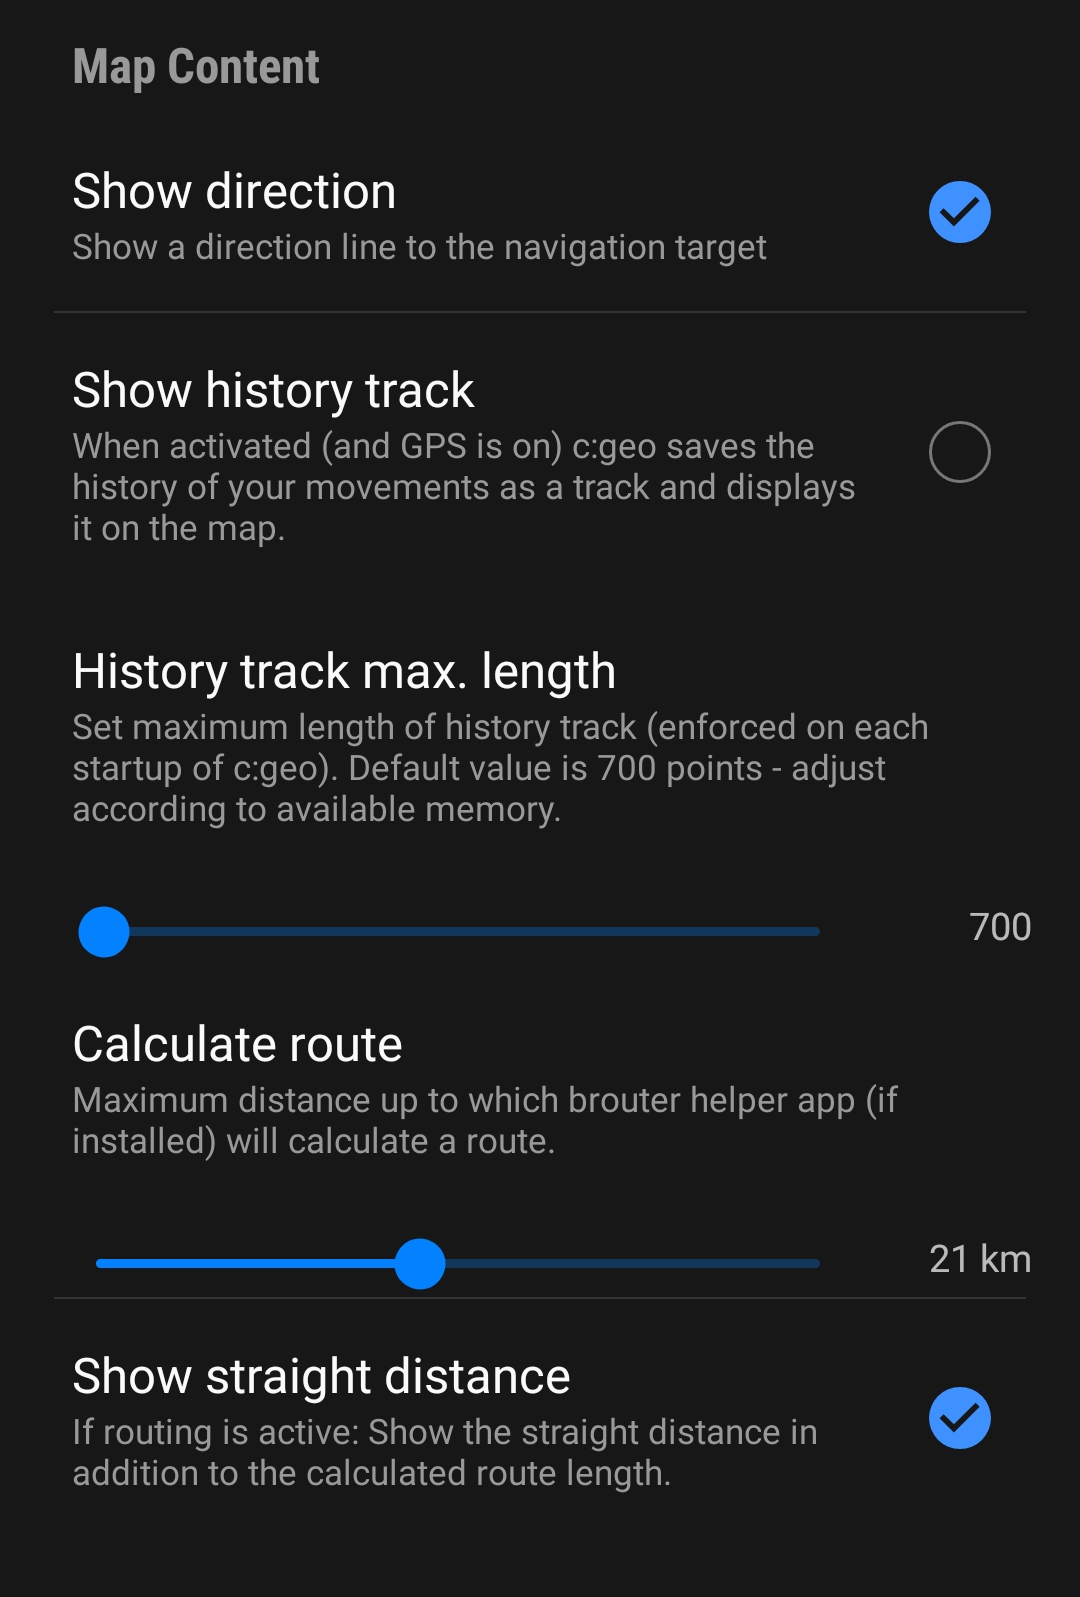 Map Content
Show direction
Show a direction line to the navigation target
Show history track
When activated (and GPS is on) c:geo saves the
history of your movements as a track and displays
it on the map.
History track max. length
Set maximum length of history track (enforced on each
startup of c:geo). Default value is 700 points - adjust
according to available memory.
700
Calculate route
Maximum distance up to which brouter helper app (if
installed) will calculate a route.
21 km
Show straight distance
If routing is active: Show the straight distance in
addition to the calculated route length.